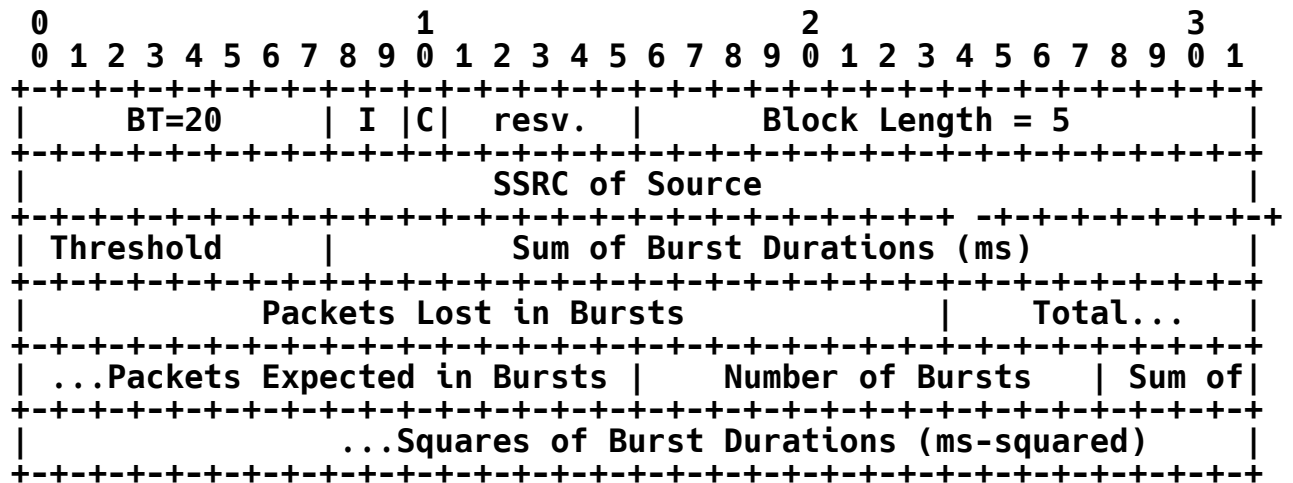 0                   1                   2                   3
 0 1 2 3 4 5 6 7 8 9 0 1 2 3 4 5 6 7 8 9 0 1 2 3 4 5 6 7 8 9 0 1
+-+-+-+-+-+-+-+-+-+-+-+-+-+-+-+-+-+-+-+-+-+-+-+-+-+-+-+-+-+-+-+-+
|     BT=20     | I |C|  resv.  |      Block Length = 5         |
+-+-+-+-+-+-+-+-+-+-+-+-+-+-+-+-+-+-+-+-+-+-+-+-+-+-+-+-+-+-+-+-+
|                        SSRC of Source                         |
+-+-+-+-+-+-+-+-+-+-+-+-+-+-+-+-+-+-+-+-+-+-+-+-+ -+-+-+-+-+-+-+-+
| Threshold     |         Sum of Burst Durations (ms)           |
+-+-+-+-+-+-+-+-+-+-+-+-+-+-+-+-+-+-+-+-+-+-+-+-+-+-+-+-+-+-+-+-+
|            Packets Lost in Bursts             |    Total...   |
+-+-+-+-+-+-+-+-+-+-+-+-+-+-+-+-+-+-+-+-+-+-+-+-+-+-+-+-+-+-+-+-+
| ...Packets Expected in Bursts |    Number of Bursts   | Sum of|
+-+-+-+-+-+-+-+-+-+-+-+-+-+-+-+-+-+-+-+-+-+-+-+-+-+-+-+-+-+-+-+-+
|                ...Squares of Burst Durations (ms-squared)     |
+-+-+-+-+-+-+-+-+-+-+-+-+-+-+-+-+-+-+-+-+-+-+-+-+-+-+-+-+-+-+-+-+